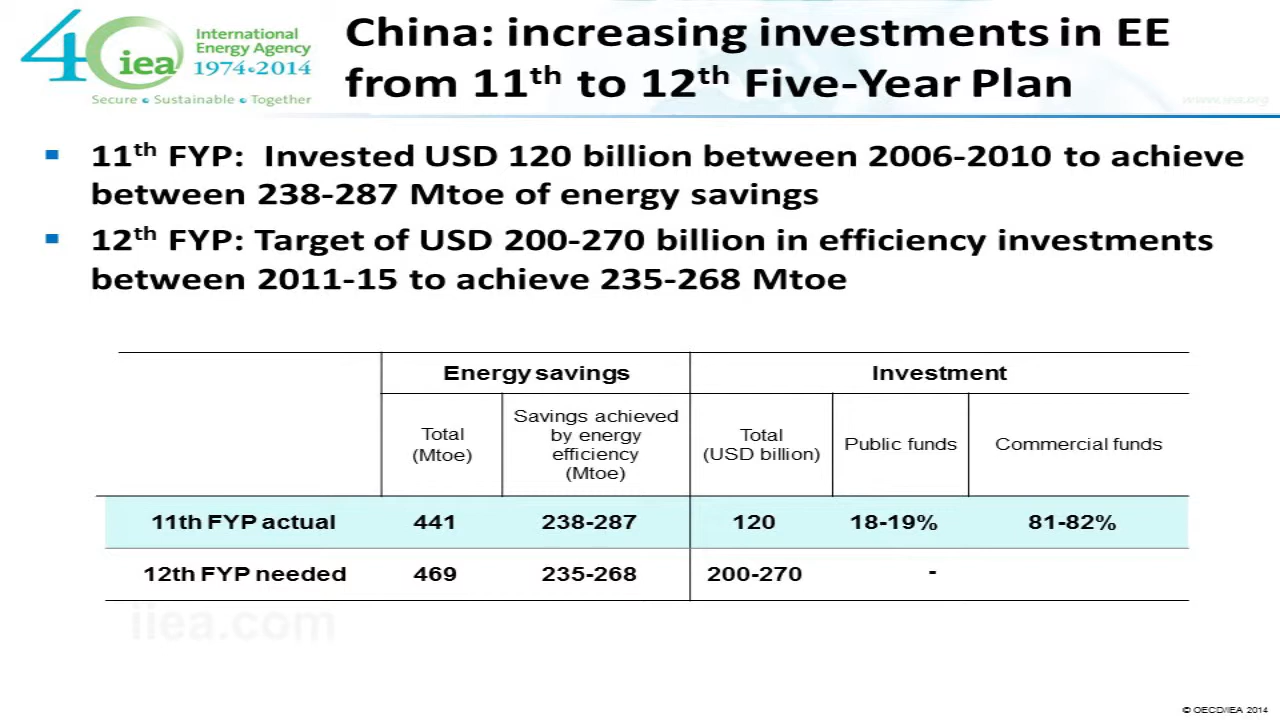 40
iea
International
Energy Agency
1974•2014
Secure • Sustainable • Together
China: increasing investments in EE
from 11th to 12th Five-Year Plan
www.iea.org
▪ 11th FYP: Invested USD 120 billion between 2006-2010 to achieve
between 238-287 Mtoe of energy savings
▪ 12th FYP: Target of USD 200-270 billion in efficiency investments
between 2011-15 to achieve 235-268 Mtoe
Energy savings Investment
Total (Mtoe) Savings achieved by energy efficiency (Mtoe) Total (USD billion) Public funds Commercial funds
11th FYP actual 441 238-287 120 18-19% 81-82%
12th FYP needed 469 235-268 200-270 -
iiea.com
© OECD/IEA 2014